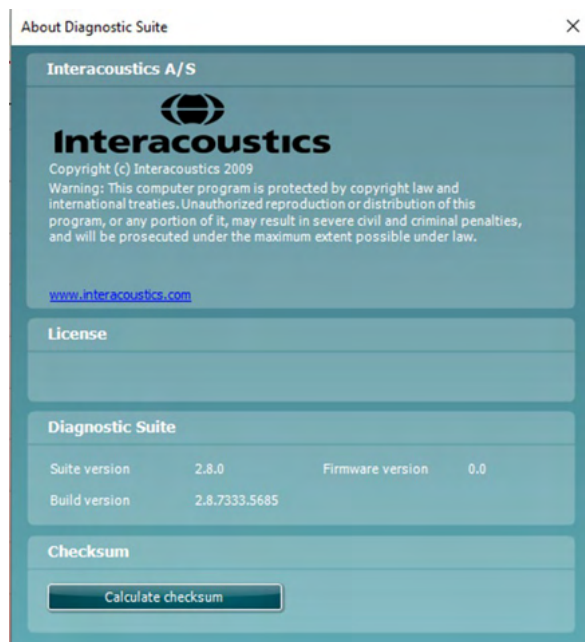 About Diagnostic Suite
Interacoustics A/S
Interacoustics
Copyright (c) Interacoustics 2009
Warning: This computer program is protected by copyright law and
international treaties. Unauthorized reproduction or distribution of this
program, or any portion of it, may result in severe civil and criminal penalties,
and will be prosecuted under the maximum extent possible under law.
www.interacoustics.com
License
Diagnostic Suite
Suite version 2.8.0 Firmware version 0.0
Build version 2.8.7333.5685
Checksum
Calculate checksum